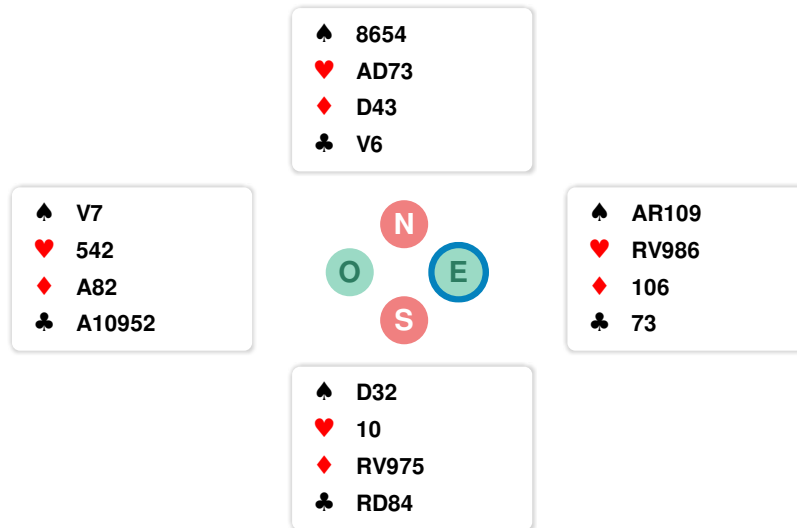 ♠ 8654
♥ AD73
♦ D43
♣ V6
♠ V7
♥ 542
♦ A82
♣ A10952
N
O
E
S
♠ AR109
♥ RV986
♦ 106
♣ 73
♠ D32
♥ 10
♦ RV975
♣ RD84